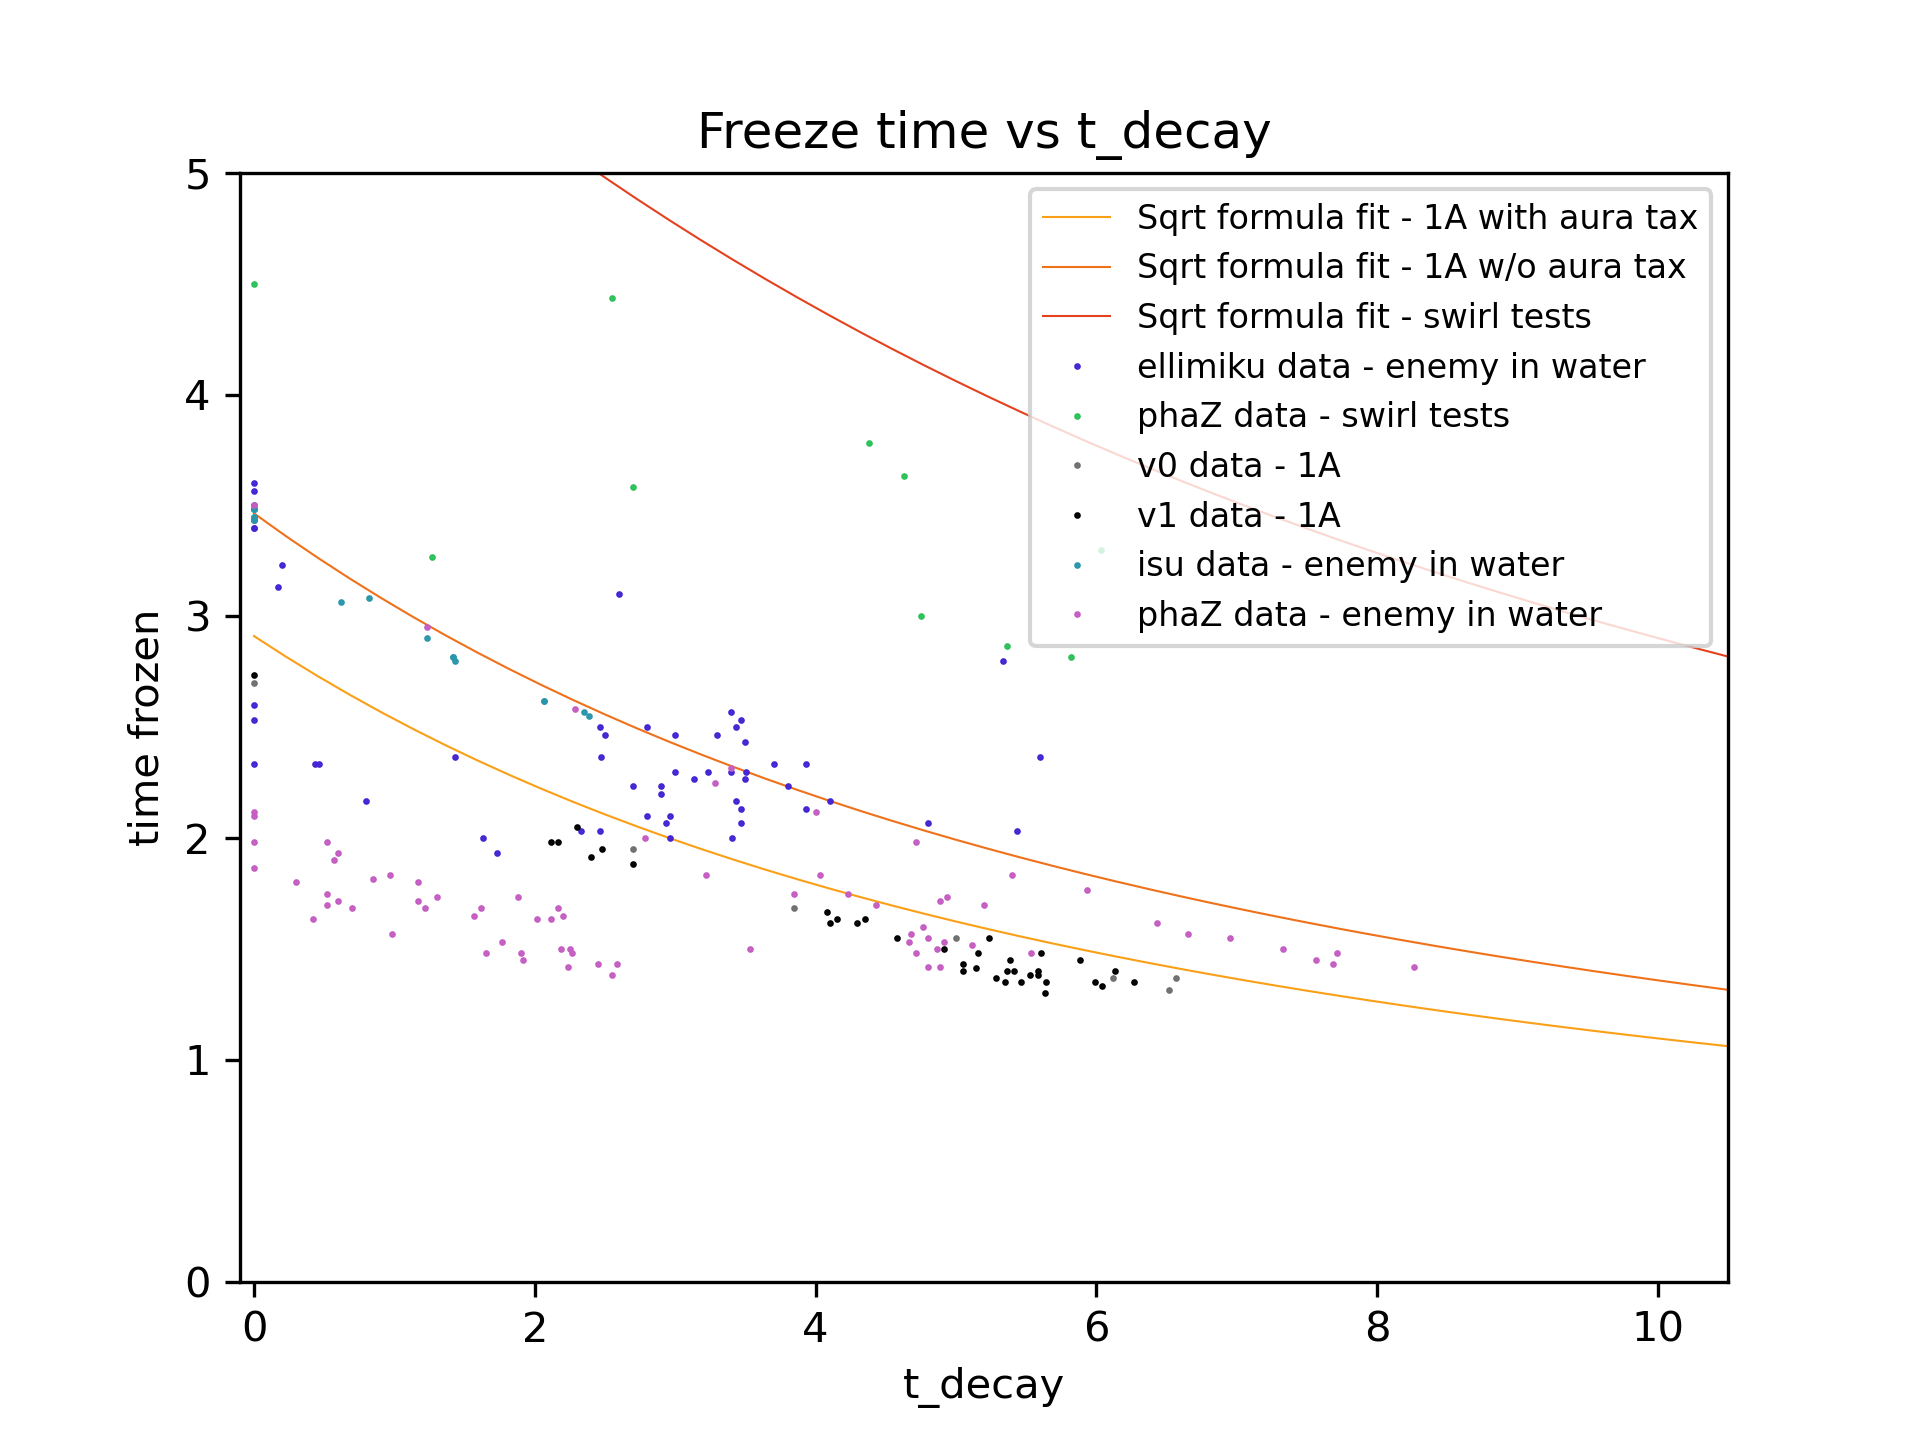 Freeze time vs t_decay
5
4
3
2
1
0
time frozen
Sqrt formula fit - 1A with aura tax
Sqrt formula fit - 1A w/o aura tax
Sqrt formula fit - swirl tests
ellimiku data - enemy in water
phaZ data - swirl tests
v0 data - 1A
v1 data - 1A
isu data - enemy in water
phaZ data - enemy in water
0 2 4 6 8 10
t_decay